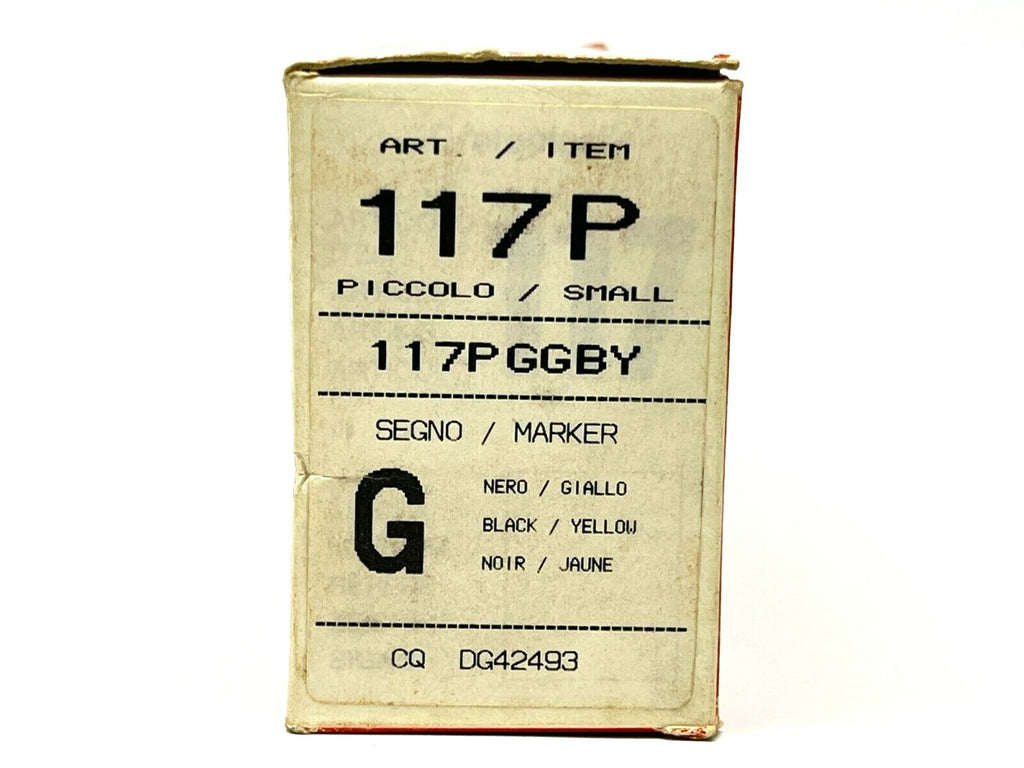 ART. / ITEM
117P
PICCOLO / SMALL
117PGGBY
SEGNO / MARKER
G
NERO / GIALLO
BLACK / YELLOW
NOIR / JAUNE
CQ DG42493